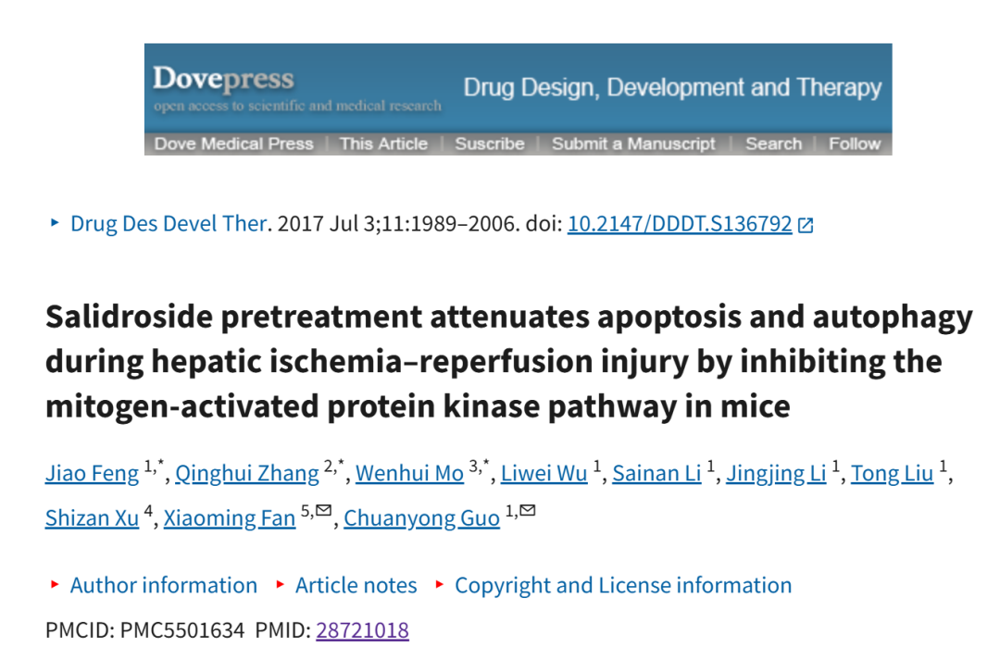 Dovepress
open access to scientific and medical research
Drug Design, Development and Therapy
Dove Medical Press | This Article | Suscribe | Submit a Manuscript | Search | Follow
Drug Des Devel Ther. 2017 Jul 3;11:1989–2006. doi: 10.2147/DDDT.S136792
Salidroside pretreatment attenuates apoptosis and autophagy
during hepatic ischemia–reperfusion injury by inhibiting the
mitogen-activated protein kinase pathway in mice
Jiao Feng 1,*, Qinghui Zhang 2,*, Wenhui Mo 3,*, Liwei Wu 1, Sainan Li 1, Jingjing Li 1, Tong Liu 1,
Shizan Xu 4, Xiaoming Fan 5,✉, Chuanyong Guo 1,✉
▸ Author information ▸ Article notes ▸ Copyright and License information
PMCID: PMC5501634 PMID: 28721018